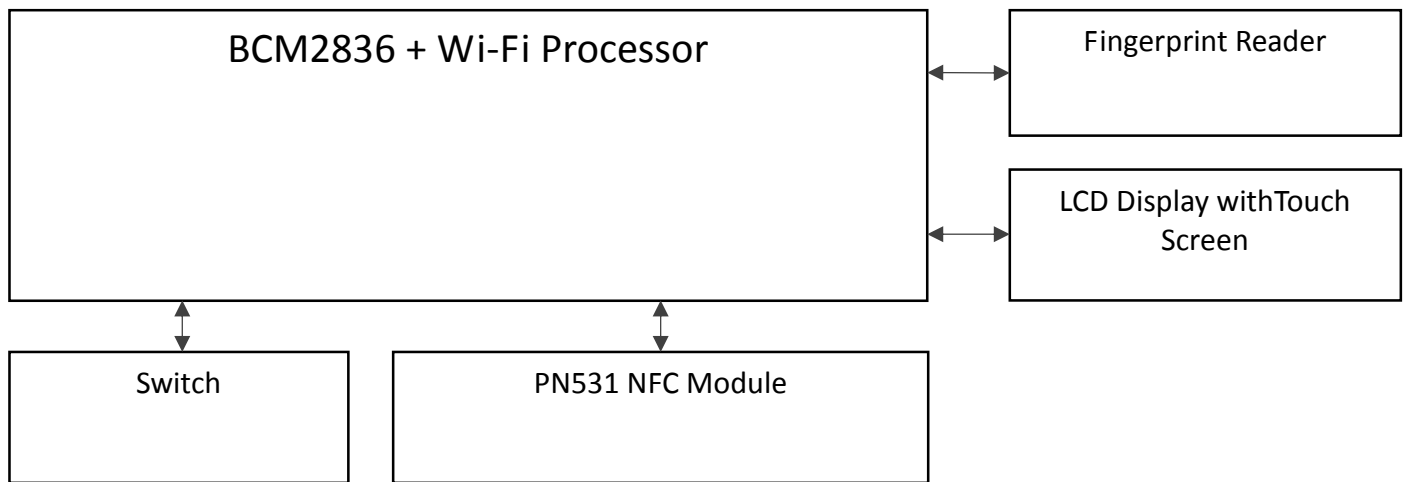 BCM2836 + Wi-Fi Processor
Fingerprint Reader
LCD Display withTouch
Screen
Switch
PN531 NFC Module